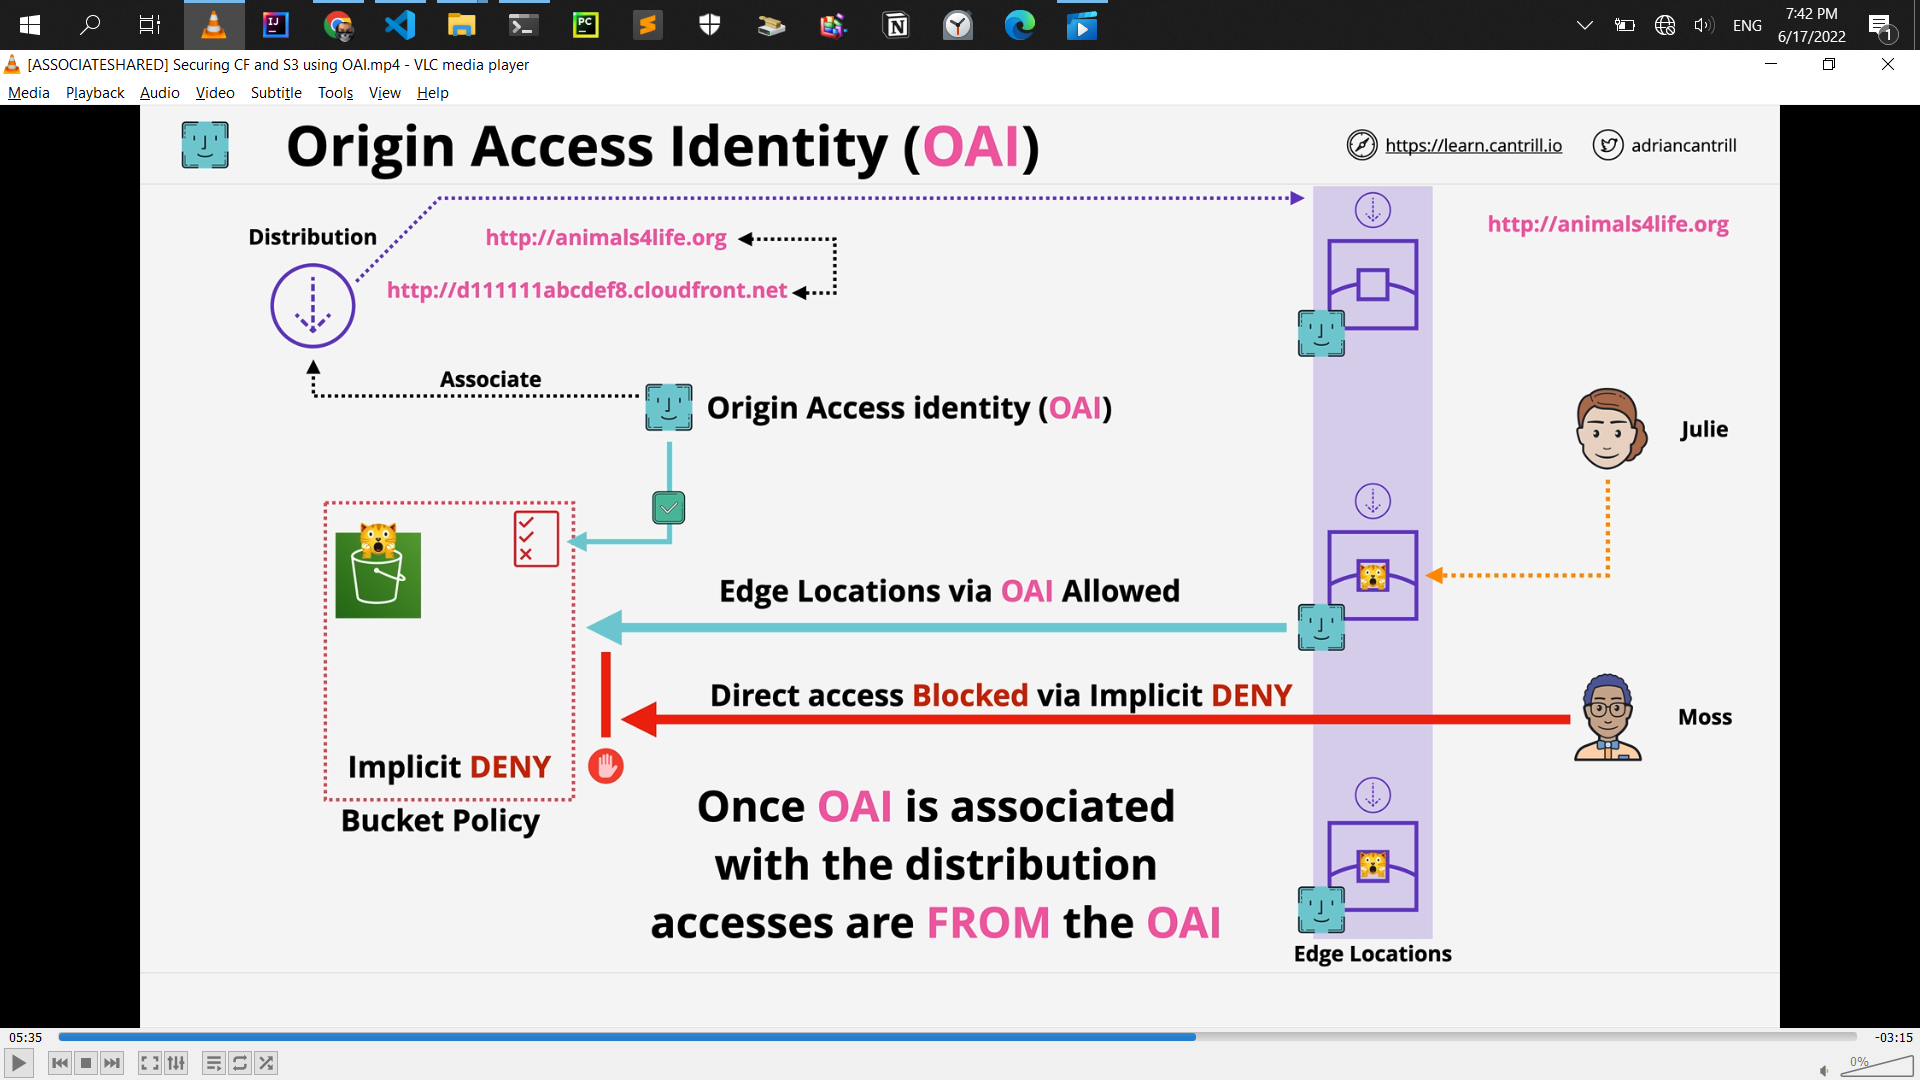 ENG
7:42 PM
6/17/2022
1
[ASSOCIATESHARED] Securing CF and S3 using OAI.mp4 - VLC media player
Media Playback Audio Video Subtitle Tools View Help
Origin Access Identity (OAI)
https://learn.cantrill.io
adriancantrill
Distribution
http://animals4life.org
http://d111111abcdef8.cloudfront.net
http://animals4life.org
Associate
Origin Access identity (OAI)
Julie
Edge Locations via OAI Allowed
Direct access Blocked via Implicit DENY
Moss
Implicit DENY
Bucket Policy
Once OAI is associated
with the distribution
accesses are FROM the OAI
Edge Locations
05:35
-03:15
0%